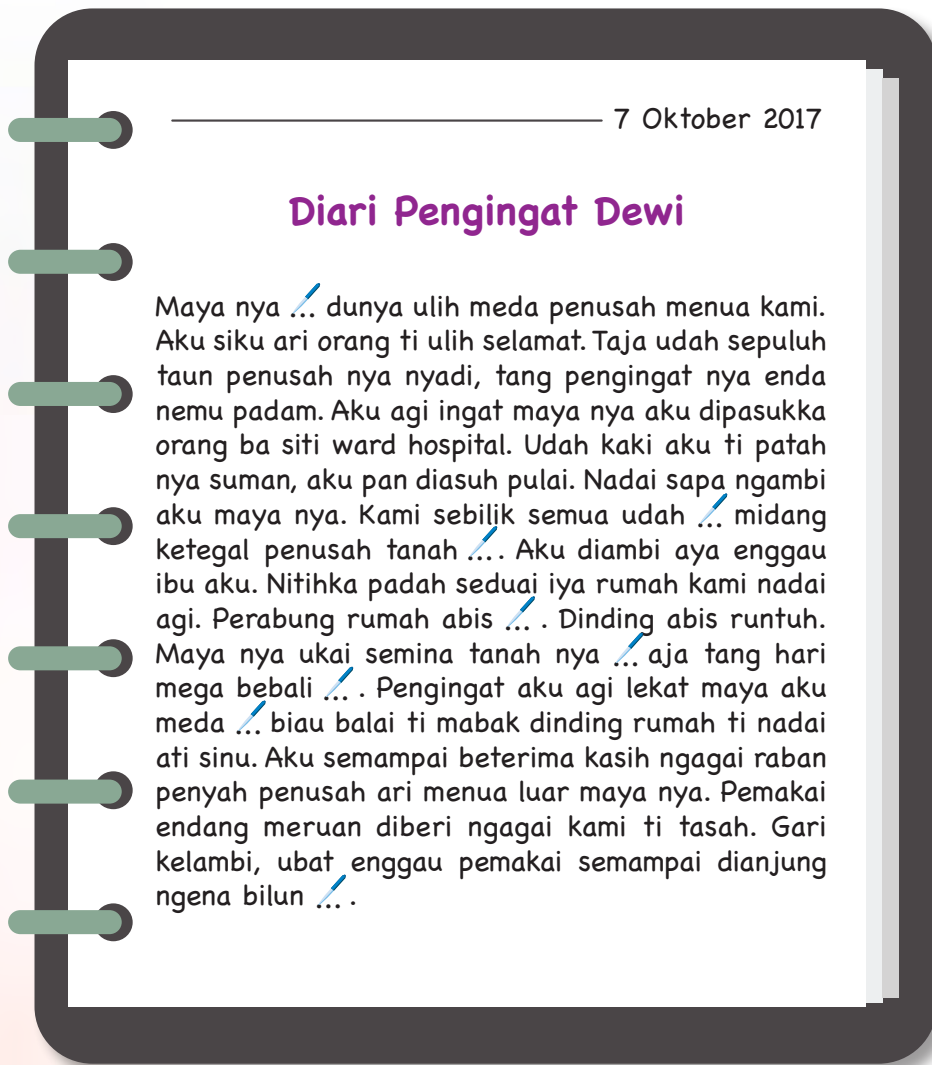 7 Oktober 2017
Diari Pengingat Dewi
Maya nya ... dunya ulih meda penusah menua kami.
Aku siku ari orang ti ulih selamat. Taja udah sepuluh
taun penusah nya nyadi, tang pengingat nya enda
nemu padam. Aku agi ingat maya nya aku dipasukka
orang ba siti ward hospital. Udah kaki aku ti patah
nya suman, aku pan diasuh pulai. Nadai sapa ngambi
aku maya nya. Kami sebilik semua udah ... midang
ketegal penusah tanah ... . Aku diambi aya enggau
ibu aku. Nitihka padah seduai iya rumah kami nadai
agi. Perabung rumah abis ... . Dinding abis runtuh.
Maya nya ukai semina tanah nya ... aja tang hari
mega bebali ... . Pengingat aku agi lekat maya aku
meda ... biau balai ti mabak dinding rumah ti nadai
ati sinu. Aku semampai beterima kasih ngagai raban
penyah penusah ari menua luar maya nya. Pemakai
endang meruan diberi ngagai kami ti tasah. Gari
kelambi, ubat enggau pemakai semampai dianjung
ngena bilun ... .